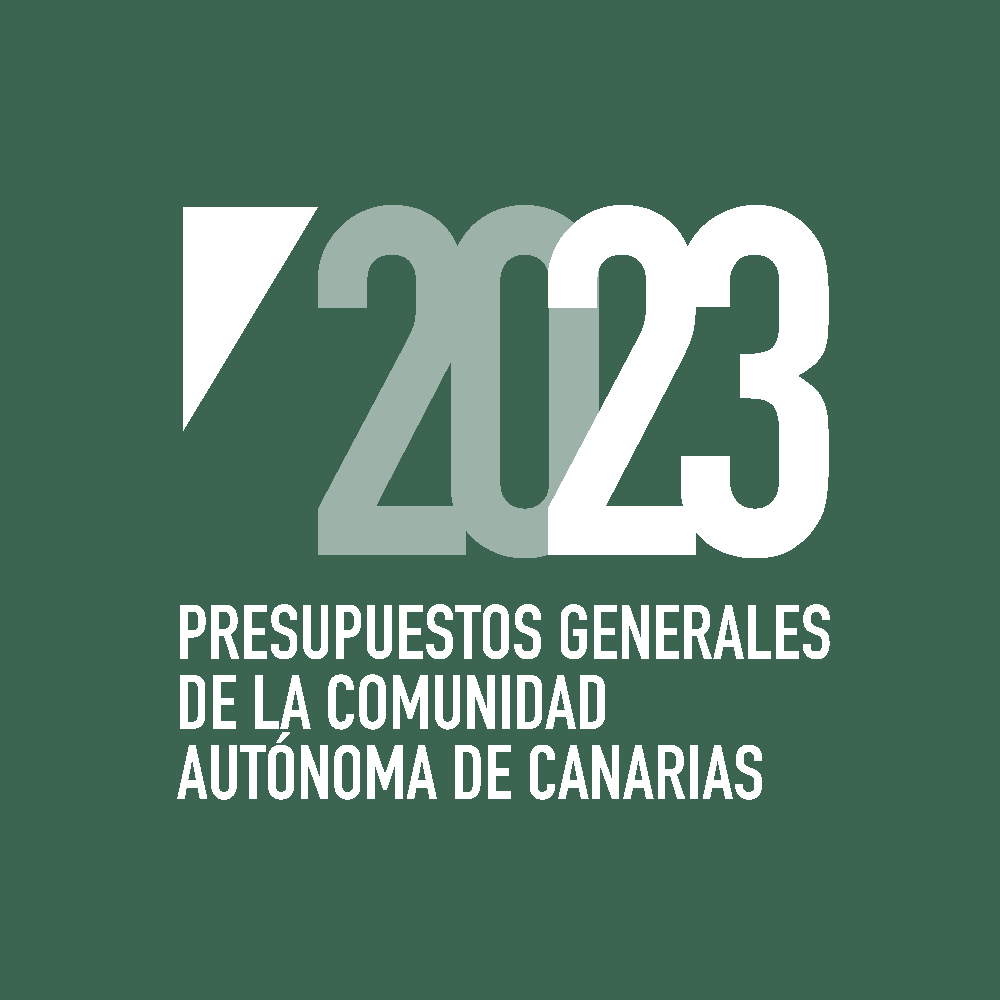 2023
PRESUPUESTOS GENERALES
DE LA COMUNIDAD
AUTÓNOMA DE CANARIAS